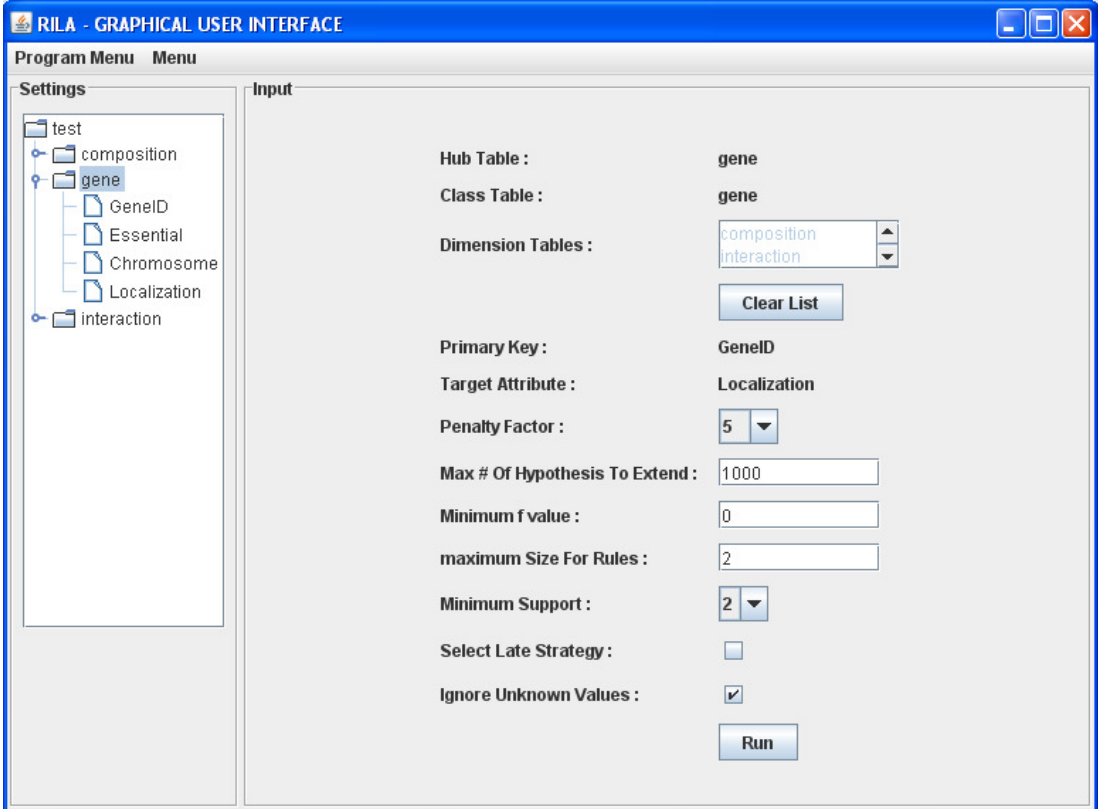 RILA - GRAPHICAL USER INTERFACE
Program Menu Menu
Settings
test
composition
gene
GeneID
Essential
Chromosome
Localization
interaction
Input
Hub Table : gene
Class Table : gene
Dimension Tables : composition
interaction
Clear List
Primary Key : GeneID
Target Attribute : Localization
Penalty Factor : 5
Max # Of Hypothesis To Extend : 1000
Minimum f value : 0
maximum Size For Rules : 2
Minimum Support : 2
Select Late Strategy :
Ignore Unknown Values :
Run